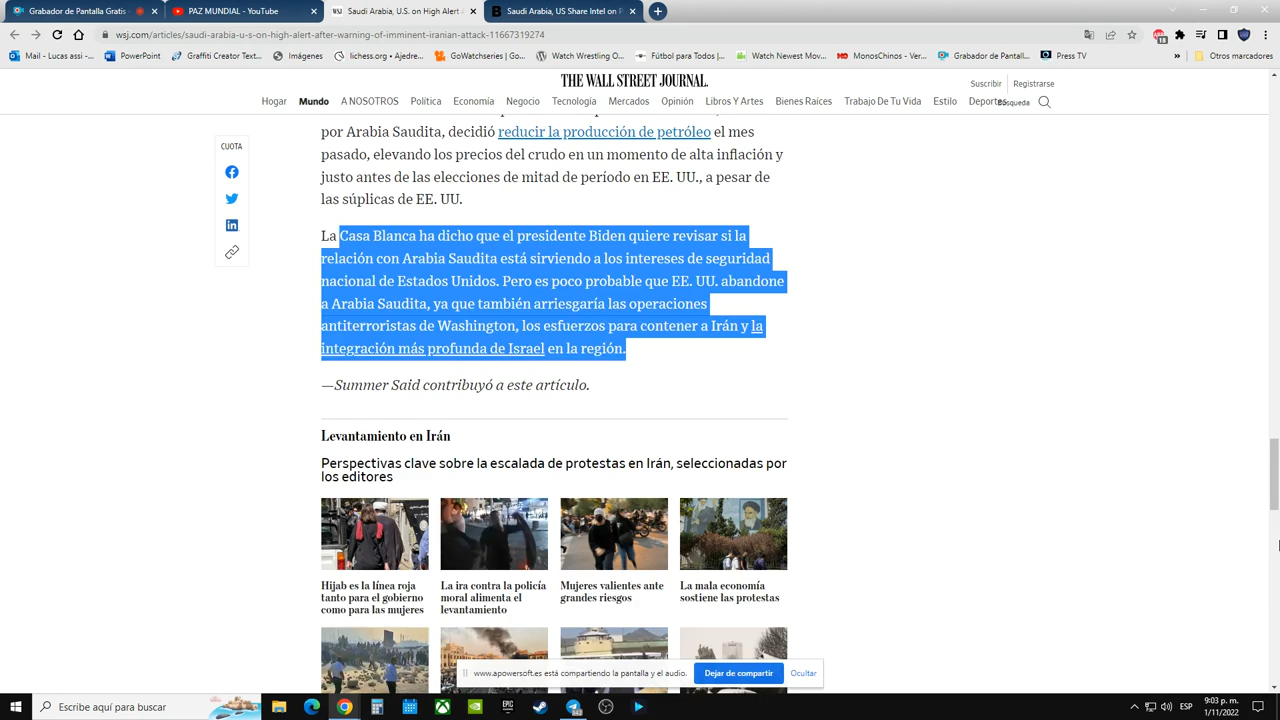 Grabador de Pantalla Gratis
PAZ MUNDIAL - YouTube
Saudi Arabia, U.S. on High Alert A
Saudi Arabia, US Share Intel on P
wsj.com/articles/saudi-arabia-u-s-on-high-alert-after-warning-of-imminent-iranian-attack-11667319274
Mail - Lucas assi -...
PowerPoint
Graffiti Creator Text...
Imágenes
lichess.org • Ajedre...
GoWatchseries | Go...
Watch Wrestling O...
Fútbol para Todos |...
Watch Newest Mov...
MonosChinos - Ver...
Grabador de Pantall...
Press TV
»
Otros marcadores
THE WALL STREET JOURNAL.
Suscribir
Registrarse
Hogar
Mundo
A NOSOTROS
Política
Economía
Negocio
Tecnología
Mercados
Opinión
Libros Y Artes
Bienes Raíces
Trabajo De Tu Vida
Estilo
Deportes
Búsqueda
CUOTA
por Arabia Saudita, decidió reducir la producción de petróleo el mes
pasado, elevando los precios del crudo en un momento de alta inflación y
justo antes de las elecciones de mitad de período en EE. UU., a pesar de
las súplicas de EE. UU.
La Casa Blanca ha dicho que el presidente Biden quiere revisar si la
relación con Arabia Saudita está sirviendo a los intereses de seguridad
nacional de Estados Unidos. Pero es poco probable que EE. UU. abandone
a Arabia Saudita, ya que también arriesgaría las operaciones
antiterroristas de Washington, los esfuerzos para contener a Irán y la
integración más profunda de Israel en la región.
—Summer Said contribuyó a este artículo.
Levantamiento en Irán
Perspectivas clave sobre la escalada de protestas en Irán, seleccionadas por
los editores
Hijab es la línea roja
tanto para el gobierno
como para las mujeres
La ira contra la policía
moral alimenta el
levantamiento
Mujeres valientes ante
grandes riesgos
La mala economía
sostiene las protestas
www.apowersoft.es está compartiendo la pantalla y el audio.
Dejar de compartir
Ocultar
Escribe aquí para buscar
ESP
9:03 p. m.
1/11/2022